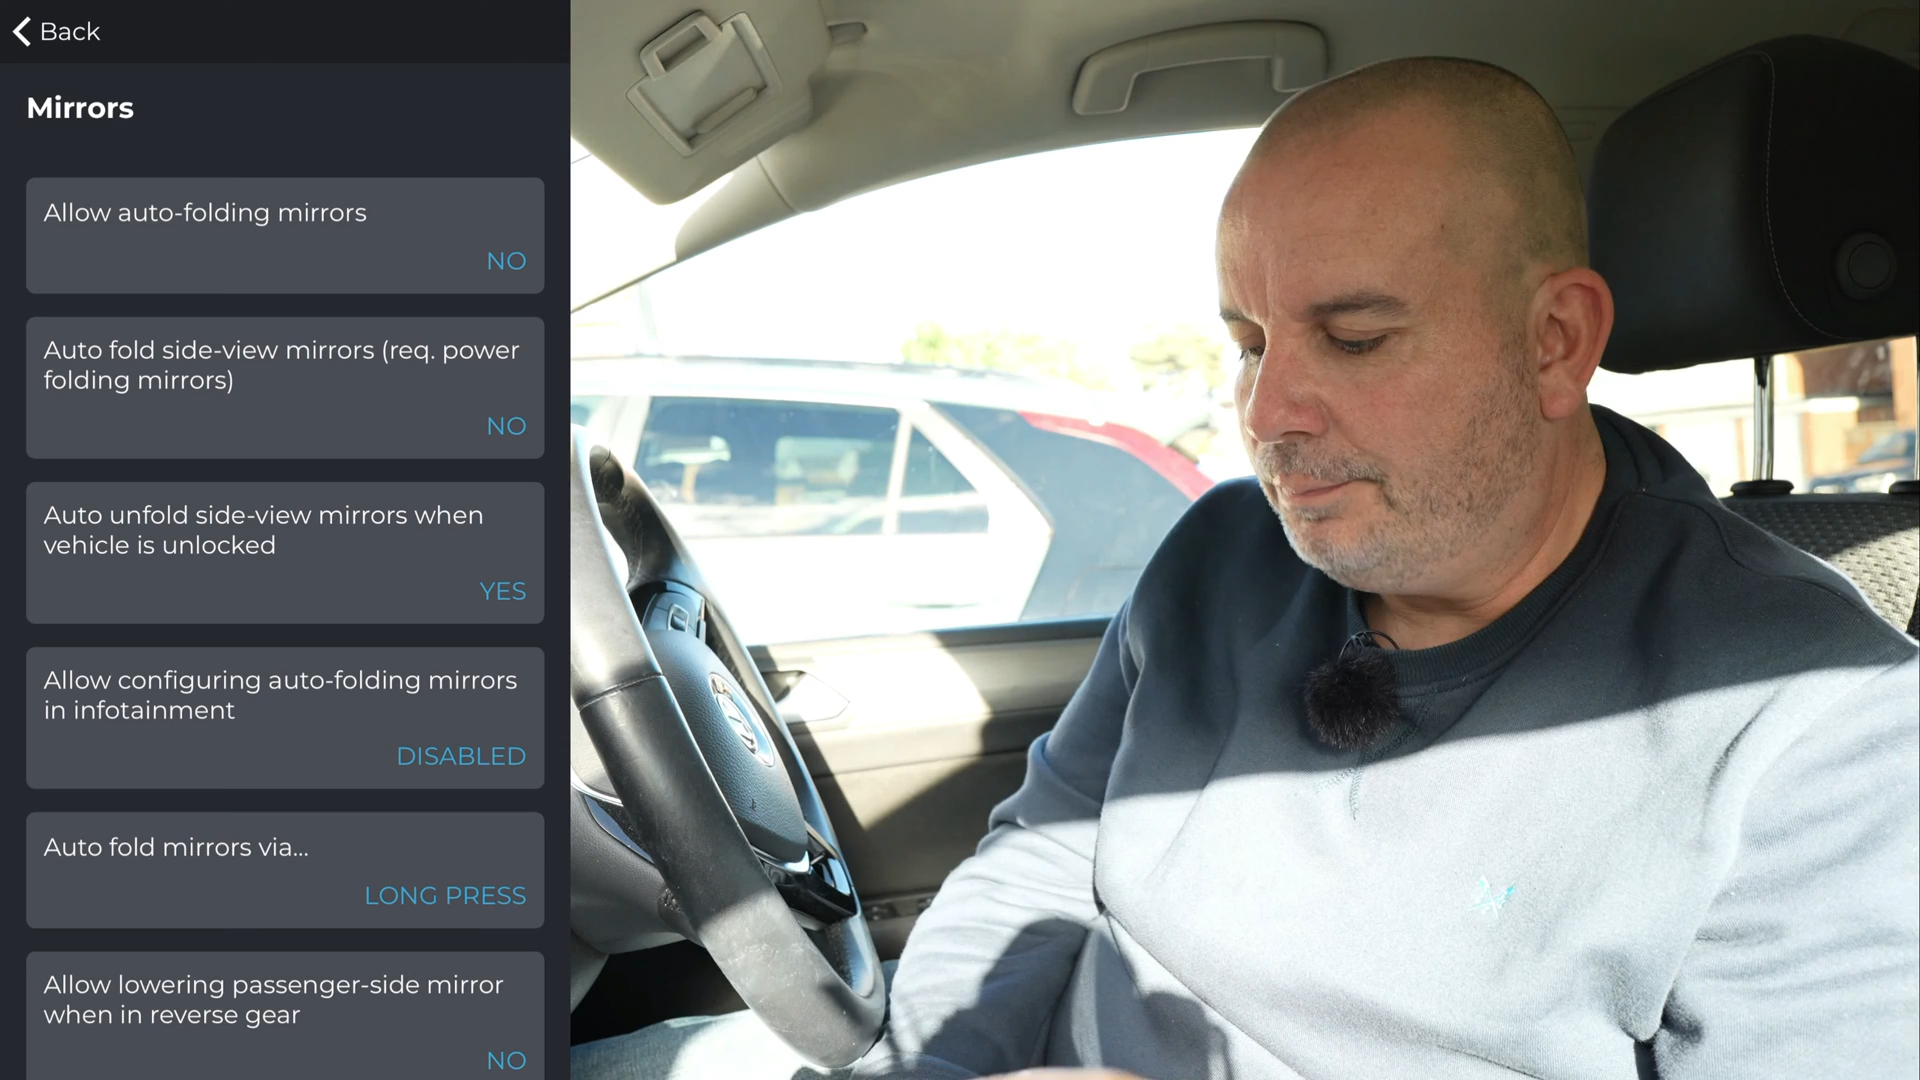 Back
Mirrors
Allow auto-folding mirrors
NO
Auto fold side-view mirrors (req. power
folding mirrors)
NO
Auto unfold side-view mirrors when
vehicle is unlocked
YES
Allow configuring auto-folding mirrors
in infotainment
DISABLED
Auto fold mirrors via...
LONG PRESS
Allow lowering passenger-side mirror
when in reverse gear
NO